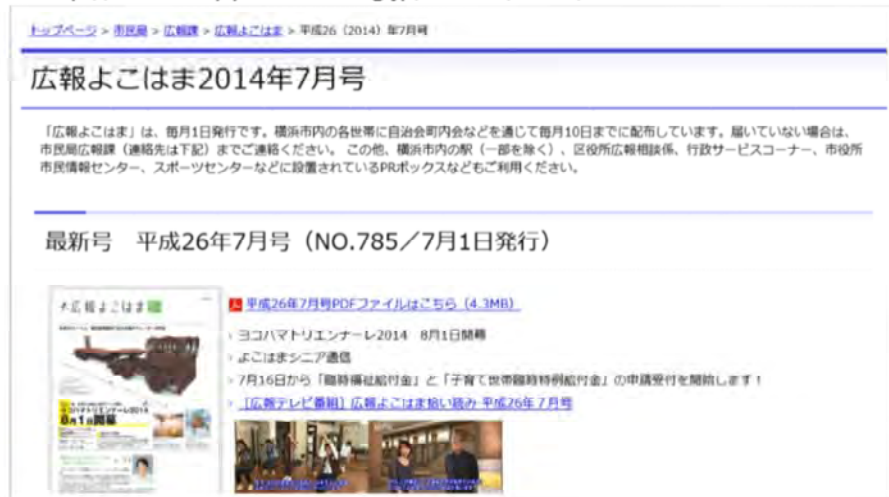 トップページ > 市民局 > 広報課 > 広報よこはま > 平成26（2014）年7月号
広報よこはま2014年7月号
「広報よこはま」は、毎月1日発行です。横浜市内の各世帯に自治会町内会などを通じて毎月10日までに配布しています。届いていない場合は、
市民局広報課（連絡先は下記）までご連絡ください。 この他、横浜市内の駅（一部を除く）、区役所広報相談係、行政サービスコーナー、市役所
市民情報センター、スポーツセンターなどに設置されているPRボックスなどもご利用ください。
最新号　平成26年7月号（NO.785／7月1日発行）
広報よこはま
平成26年7月号PDFファイルはこちら（4.3MB）
ヨコハマトリエンナーレ2014　8月1日開幕
よこはまシニア通信
7月16日から「臨時福祉給付金」と「子育て世帯臨時特例給付金」の申請受付を開始します！
［広報テレビ番組］広報よこはま拾い読み 平成26年７月号
ヨコハマトリエンナーレ2014
8月1日開幕